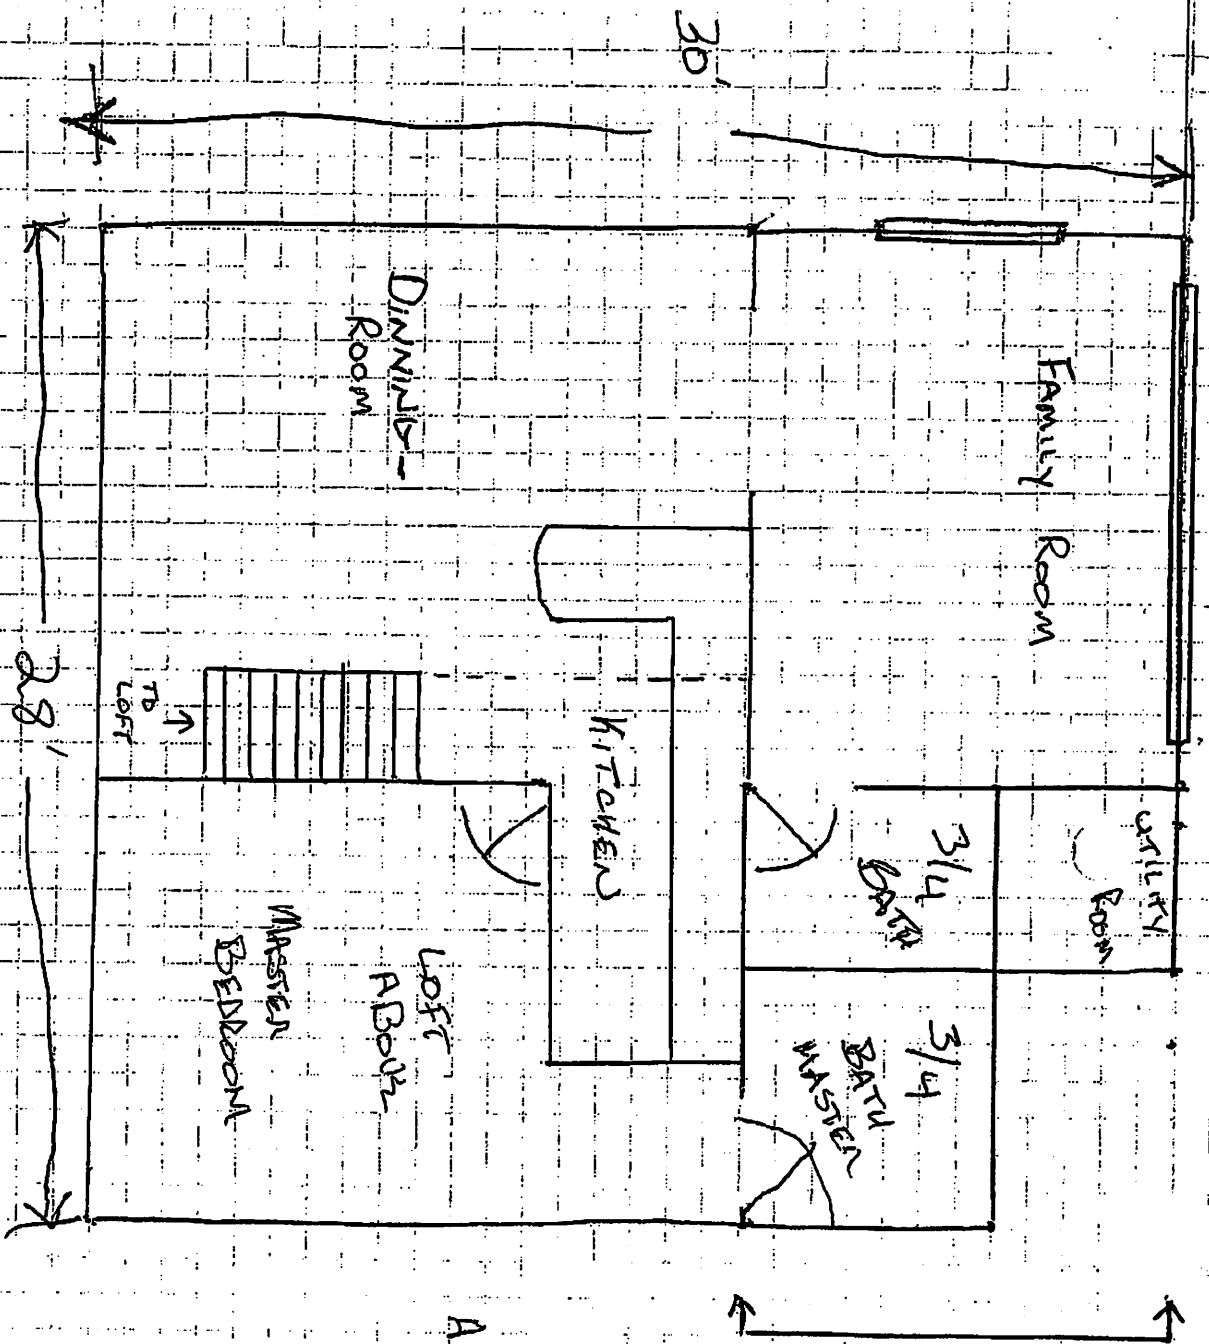 30'
FAMILY ROOM
DINNING
ROOM
UTILITY
ROOM
3/4
BATH
KITCHEN
TO
LOFT
28'
3/4
BATH
MASTER
LOFT
MASTER
BEDROOM
A